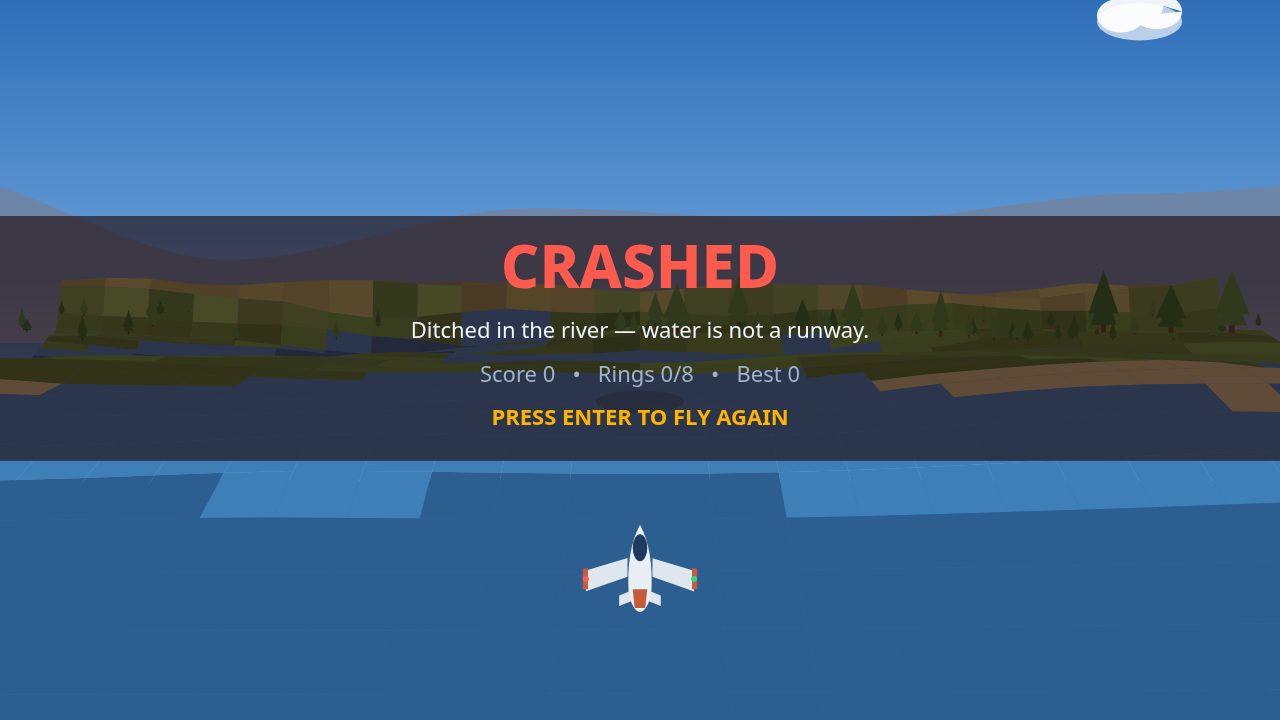 CRASHED
Ditched in the river — water is not a runway.
Score 0 • Rings 0/8 • Best 0
PRESS ENTER TO FLY AGAIN